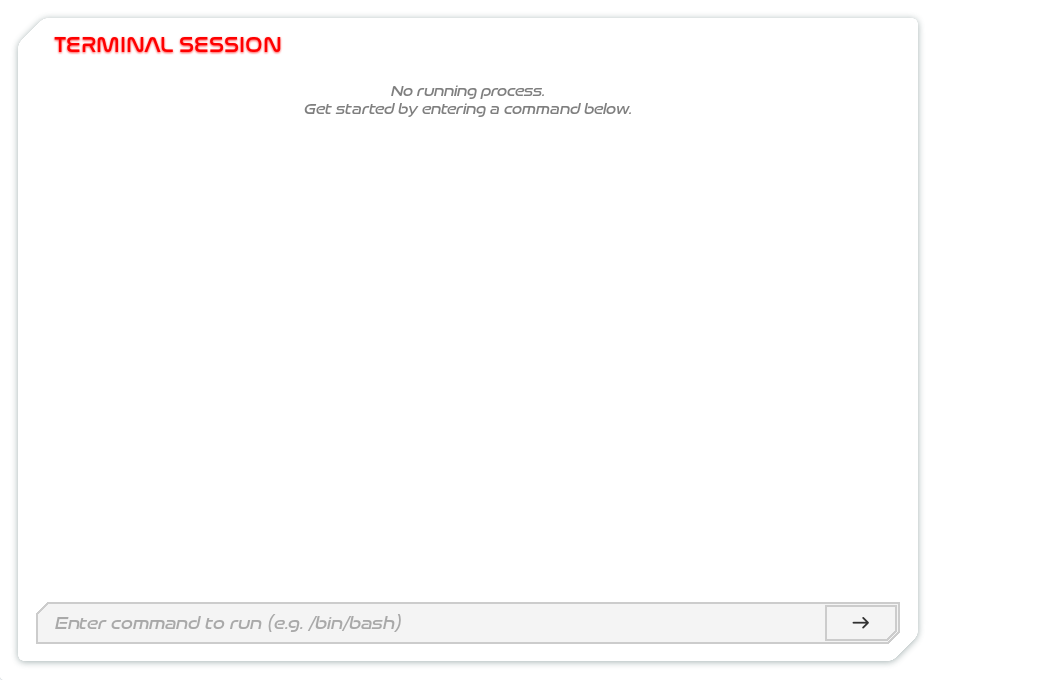 TERMINAL SESSION
No running process.
Get started by entering a command below.
Enter command to run (e.g. /bin/bash)